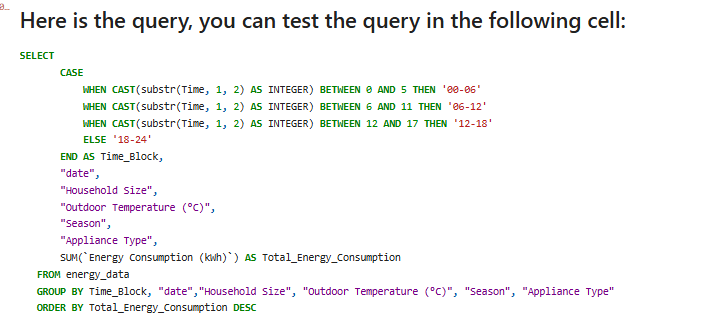 Here is the query, you can test the query in the following cell:
SELECT
CASE
WHEN CAST(substr(Time, 1, 2) AS INTEGER) BETWEEN 0 AND 5 THEN '00-06'
WHEN CAST(substr(Time, 1, 2) AS INTEGER) BETWEEN 6 AND 11 THEN '06-12'
WHEN CAST(substr(Time, 1, 2) AS INTEGER) BETWEEN 12 AND 17 THEN '12-18'
ELSE '18-24'
END AS Time_Block,
"date",
"Household Size",
"Outdoor Temperature (°C)",
"Season",
"Appliance Type",
SUM(`Energy Consumption (kWh)`) AS Total_Energy_Consumption
FROM energy_data
GROUP BY Time_Block, "date","Household Size", "Outdoor Temperature (°C)", "Season", "Appliance Type"
ORDER BY Total_Energy_Consumption DESC